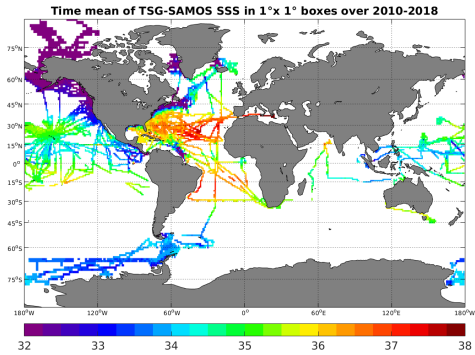 Time mean of TSG-SAMOS SSS in 1°x 1° boxes over 2010-2018
75°N
60°N
45°N
30°N
15°N
0°
15°S
30°S
45°S
60°S
75°S
180°W 120°W 60°W 0° 60°E 120°E 180°W
32 33 34 35 36 37 38